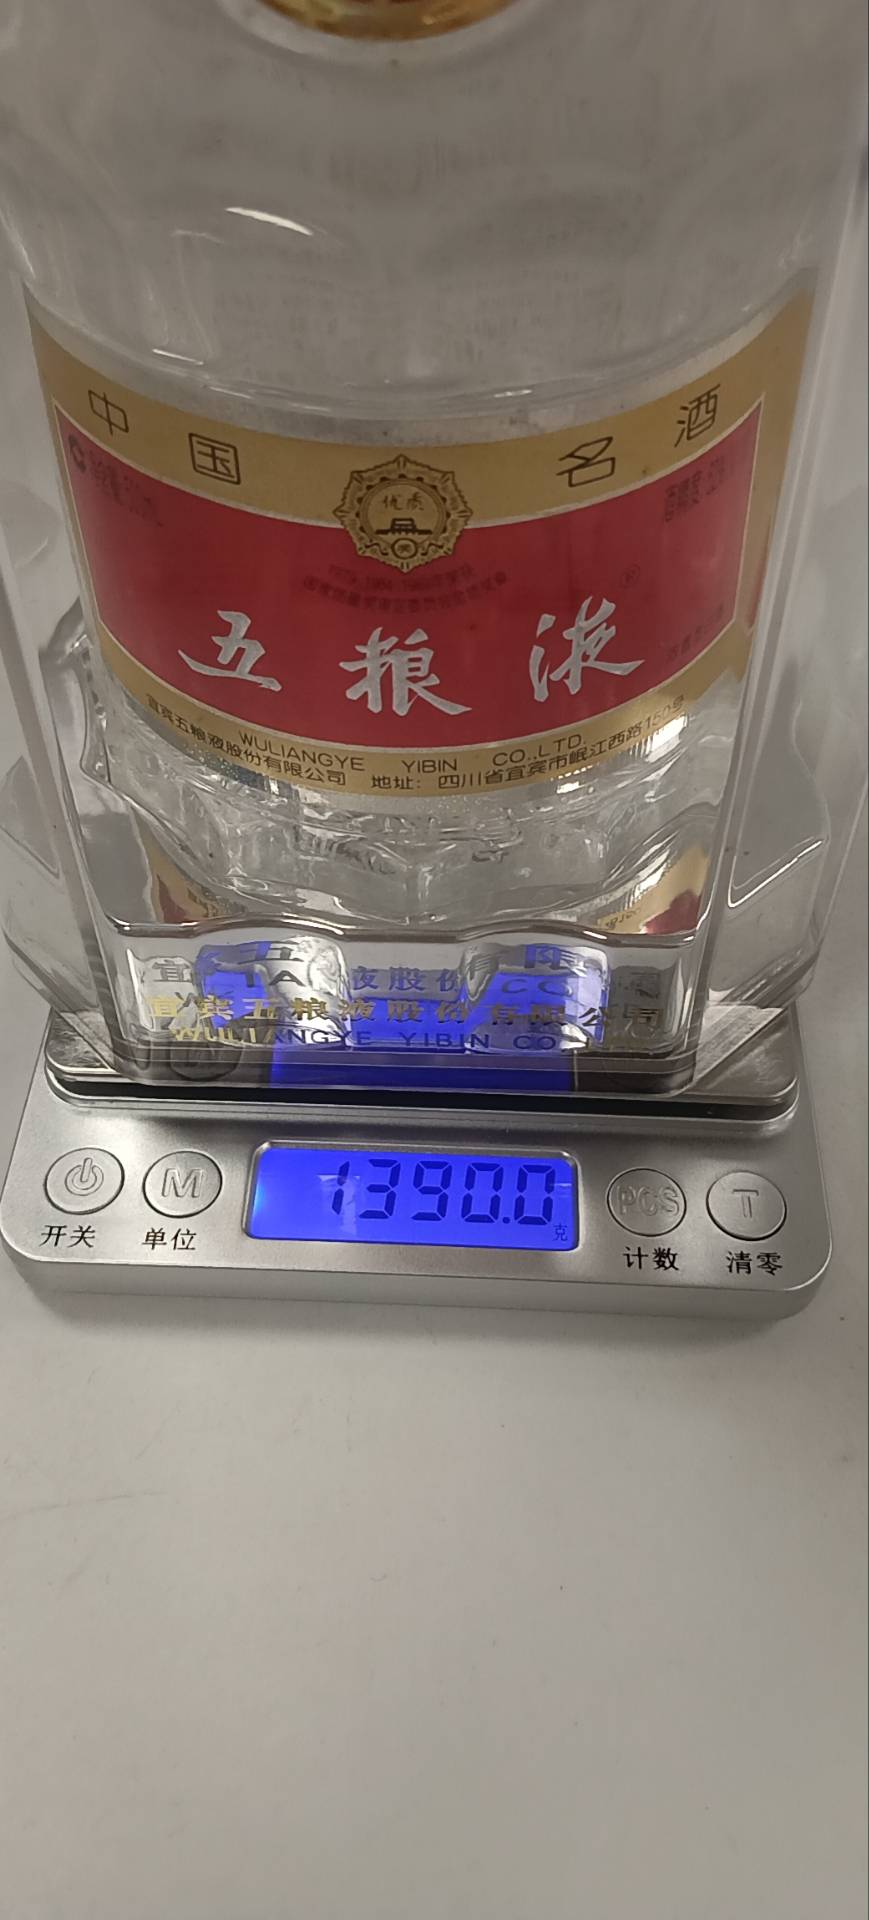 中国名酒
优质
五粮液®
WULIANGYE YIBIN CO.,LTD.
宜宾五粮液股份有限公司 地址：四川省宜宾市岷江西路150号
宜宾五粮液股份有限公司
WULIANGYE YIBIN CO.,
1390.0
克
M PCS T
开关 单位 计数 清零